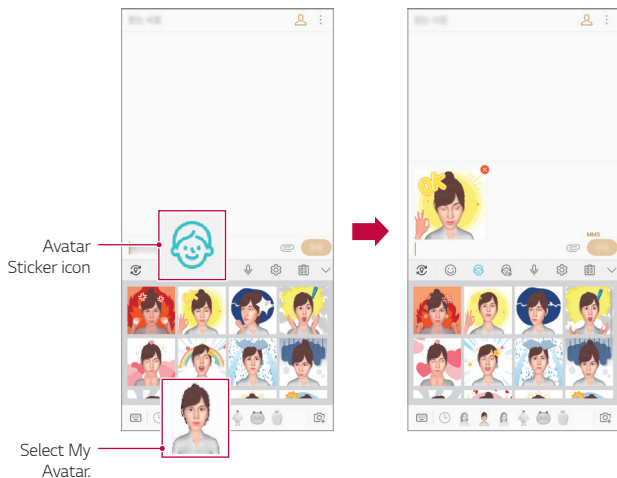 OK
MMS
Avatar
Sticker icon
Select My
Avatar.